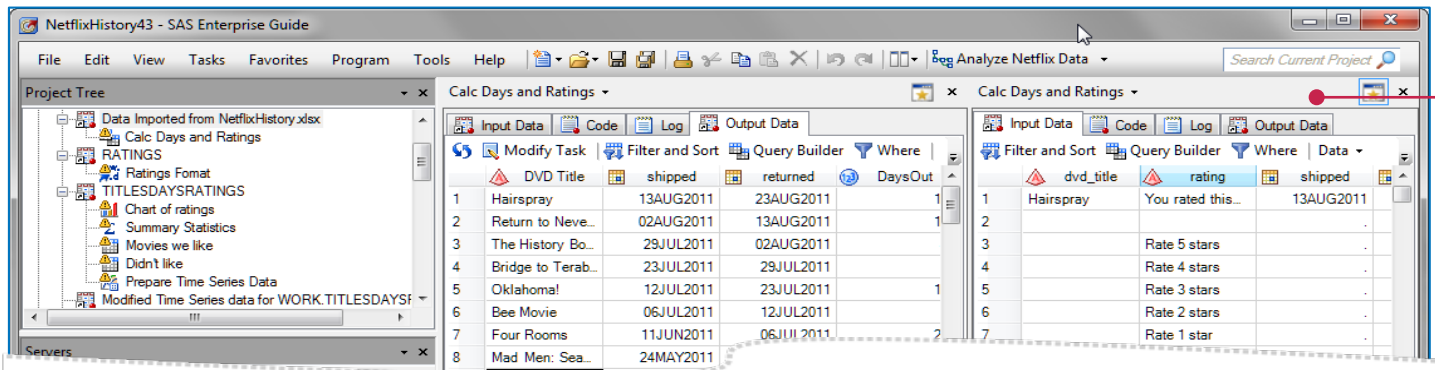 NetflixHistory43 - SAS Enterprise Guide
File Edit View Tasks Favorites Program Tools Help Analyze Netflix Data Search Current Project
Project Tree
Data Imported from NetflixHistory.xlsx
Calc Days and Ratings
RATINGS
Ratings Fomat
TITLESDAYSRATINGS
Chart of ratings
Summary Statistics
Movies we like
Didn't like
Prepare Time Series Data
Modified Time Series data for WORK.TITLESDAYSF
Servers
Calc Days and Ratings
Input Data Code Log Output Data
Modify Task Filter and Sort Query Builder Where
DVD Title shipped returned DaysOut
1 Hairspray 13AUG2011 23AUG2011 1
2 Return to Neve... 02AUG2011 13AUG2011 1
3 The History Bo... 29JUL2011 02AUG2011
4 Bridge to Terab... 23JUL2011 29JUL2011
5 Oklahoma! 12JUL2011 23JUL2011 1
6 Bee Movie 06JUL2011 12JUL2011
7 Four Rooms 11JUN2011 06JUL2011 2
8 Mad Men: Sea... 24MAY2011
Calc Days and Ratings
Input Data Code Log Output Data
Filter and Sort Query Builder Where Data
dvd_title rating shipped
1 Hairspray You rated this... 13AUG2011
2 .
3 Rate 5 stars .
4 Rate 4 stars .
5 Rate 3 stars .
6 Rate 2 stars .
7 Rate 1 star .